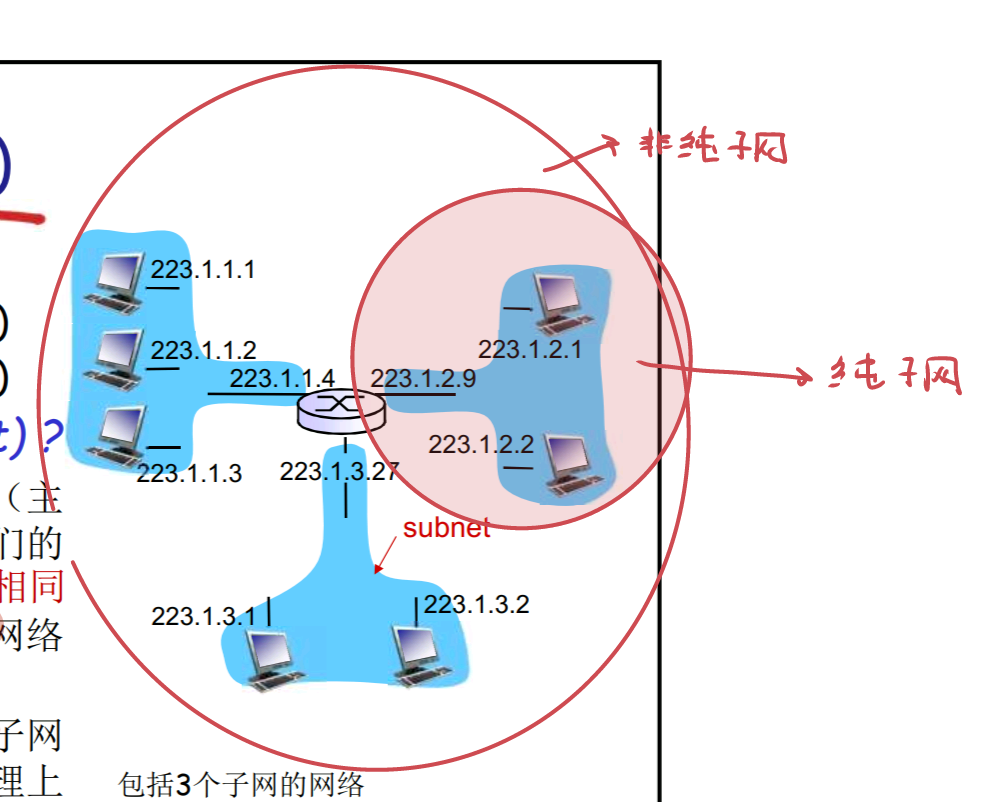 )
非纯子网
223.1.1.1
)
223.1.1.2
223.1.2.1
)
223.1.1.4 223.1.2.9
纯子网
t)?
223.1.2.2
223.1.1.3 223.1.3.27
（主
subnet
们的
相同
223.1.3.1 223.1.3.2
网络
子网
理上
包括3个子网的网络